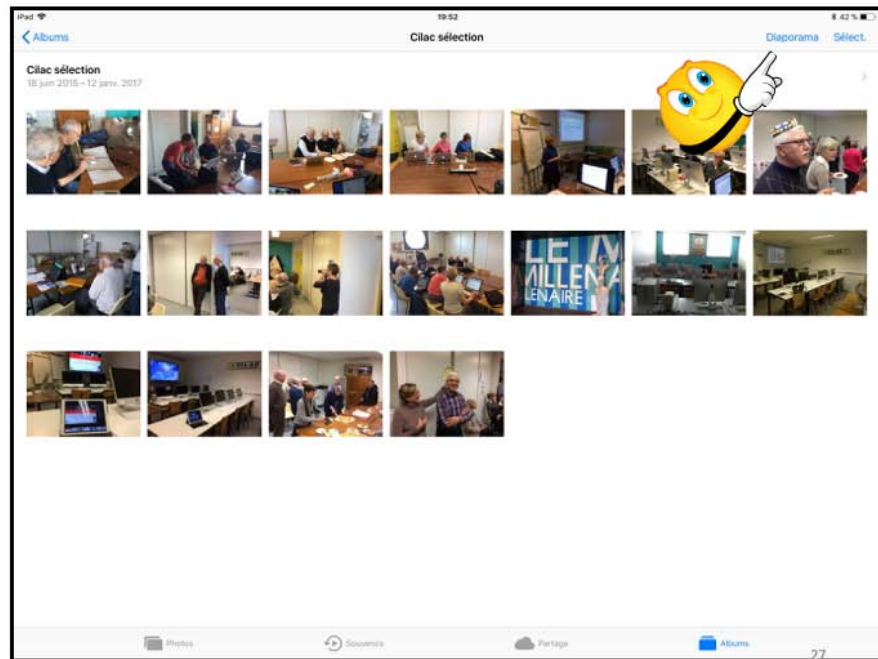 iPad 19:52 42 %
Albums Cilac sélection Diaporama Sélect.
Cilac sélection
18 juin 2015 – 12 janv. 2017
LE M
MILLENA
LENAIRE
Photos Souvenirs Partage Albums
27